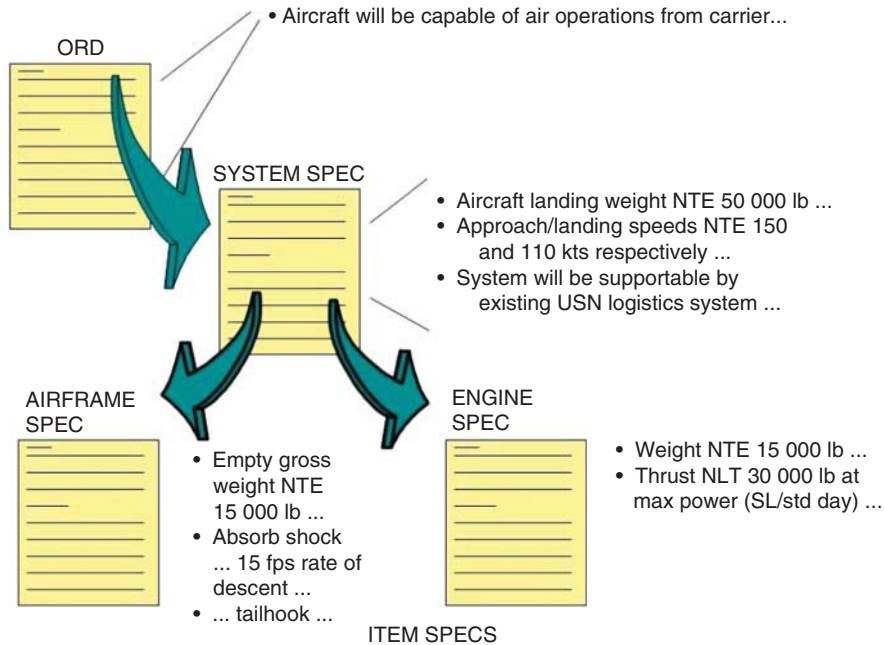 • Aircraft will be capable of air operations from carrier...
ORD
SYSTEM SPEC
• Aircraft landing weight NTE 50 000 lb ...
• Approach/landing speeds NTE 150
and 110 kts respectively ...
• System will be supportable by
existing USN logistics system ...
AIRFRAME
SPEC
• Empty gross
weight NTE
15 000 lb ...
• Absorb shock
... 15 fps rate of
descent ...
• ... tailhook ...
ENGINE
SPEC
• Weight NTE 15 000 lb ...
• Thrust NLT 30 000 lb at
max power (SL/std day) ...
ITEM SPECS